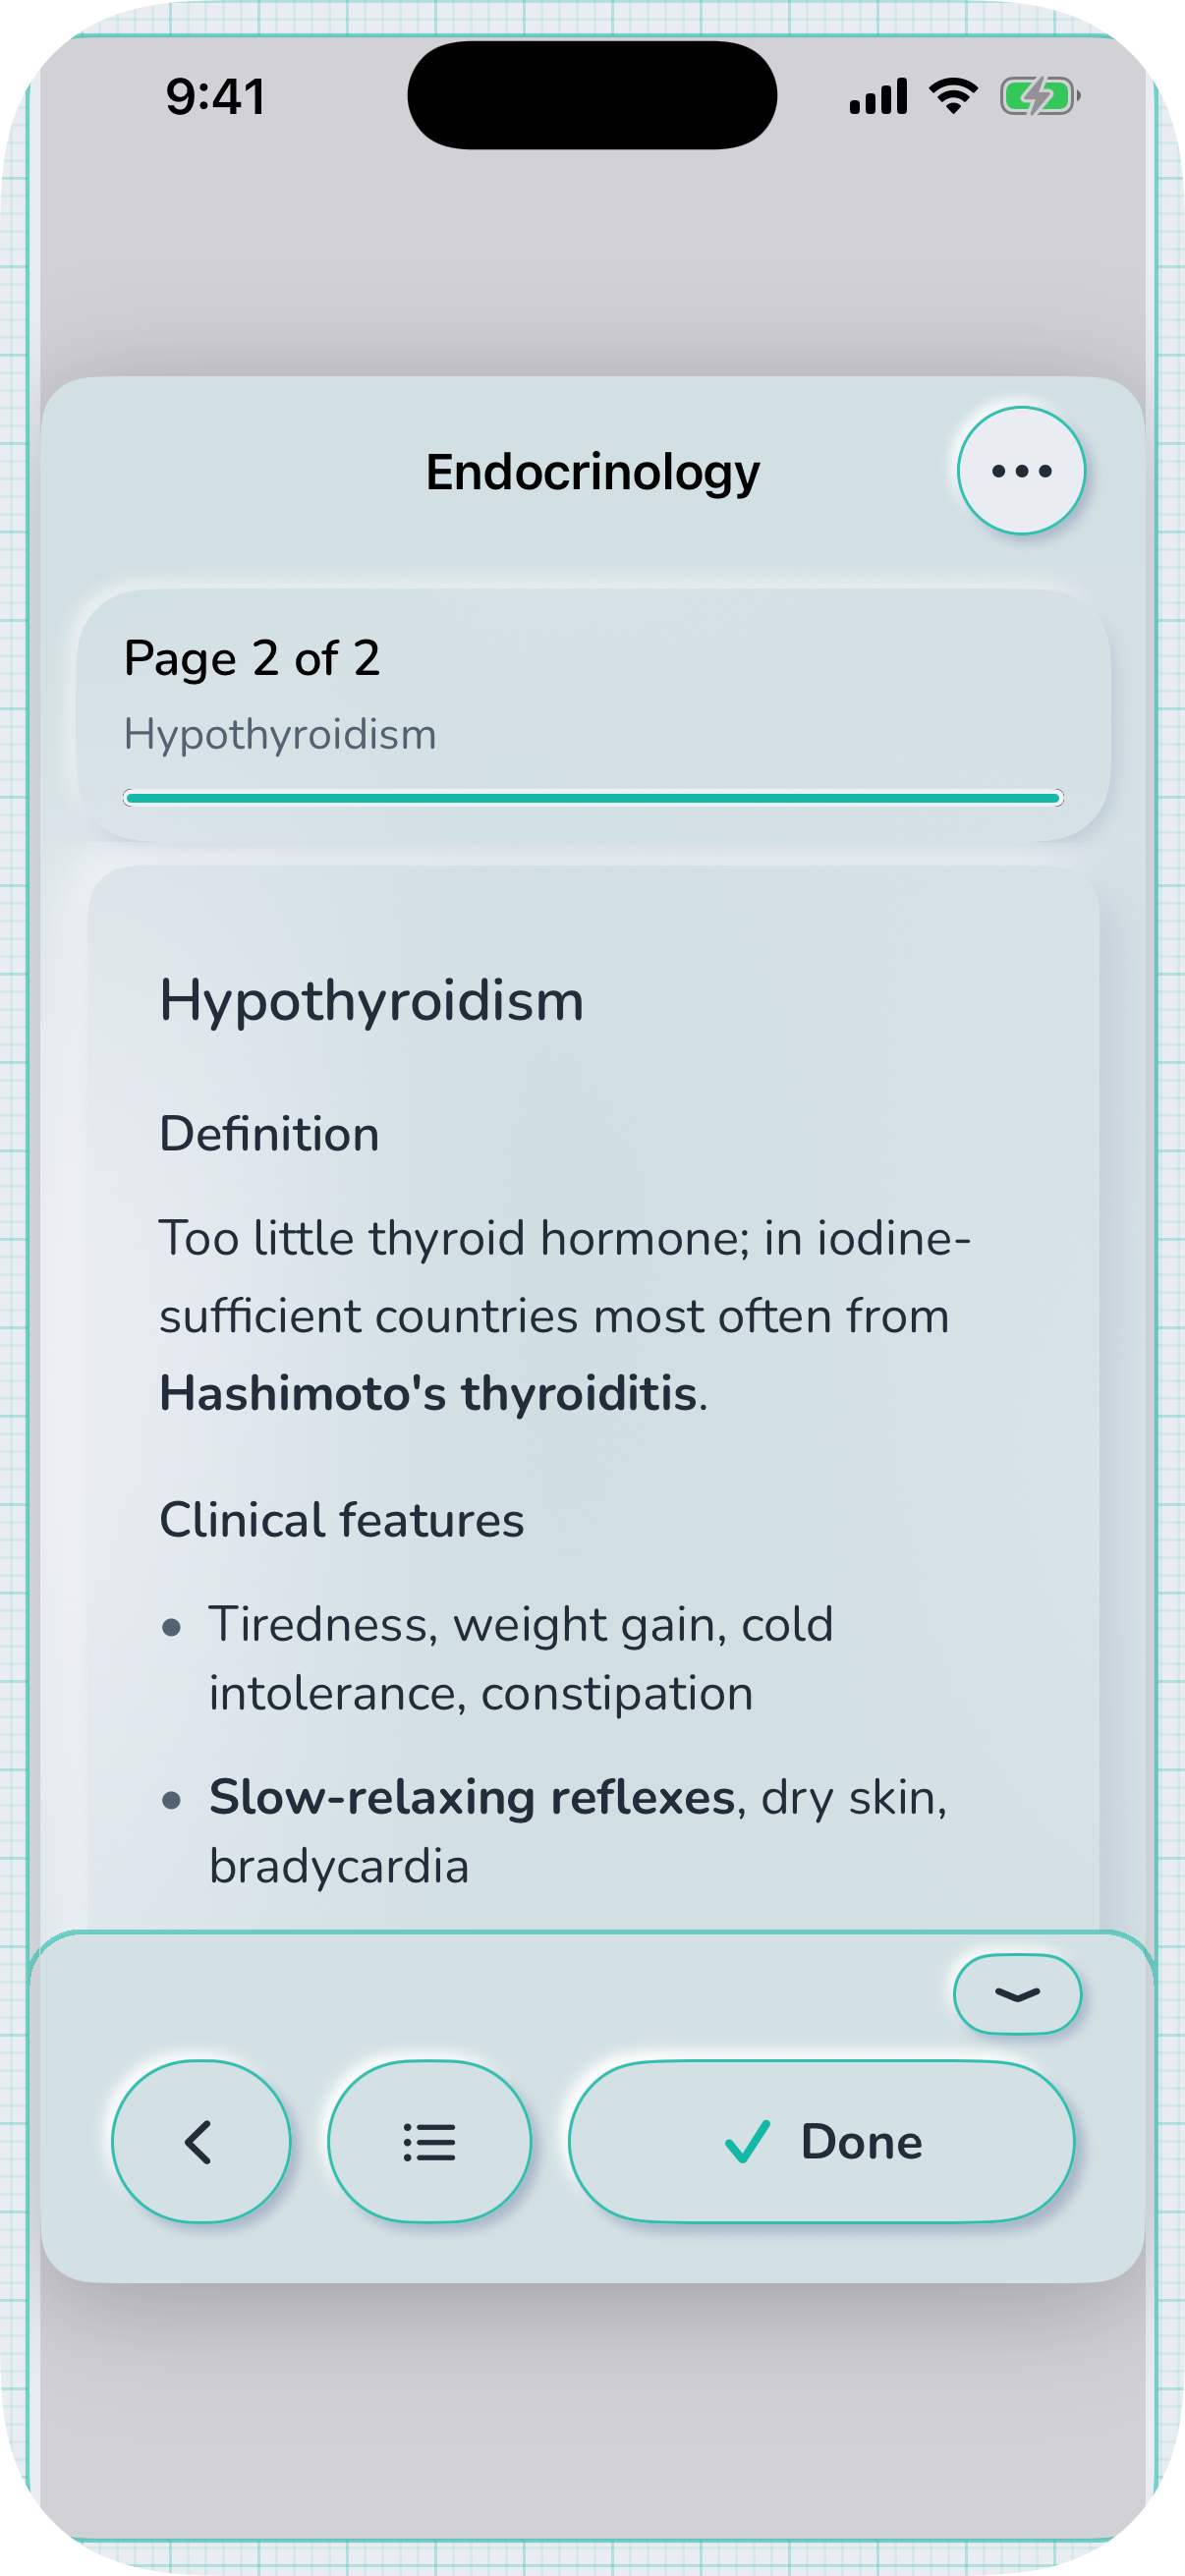 9:41
Endocrinology
Page 2 of 2
Hypothyroidism
Hypothyroidism
Definition
Too little thyroid hormone; in iodine-
sufficient countries most often from
Hashimoto's thyroiditis.
Clinical features
Tiredness, weight gain, cold
intolerance, constipation
Slow-relaxing reflexes, dry skin,
bradycardia
Done